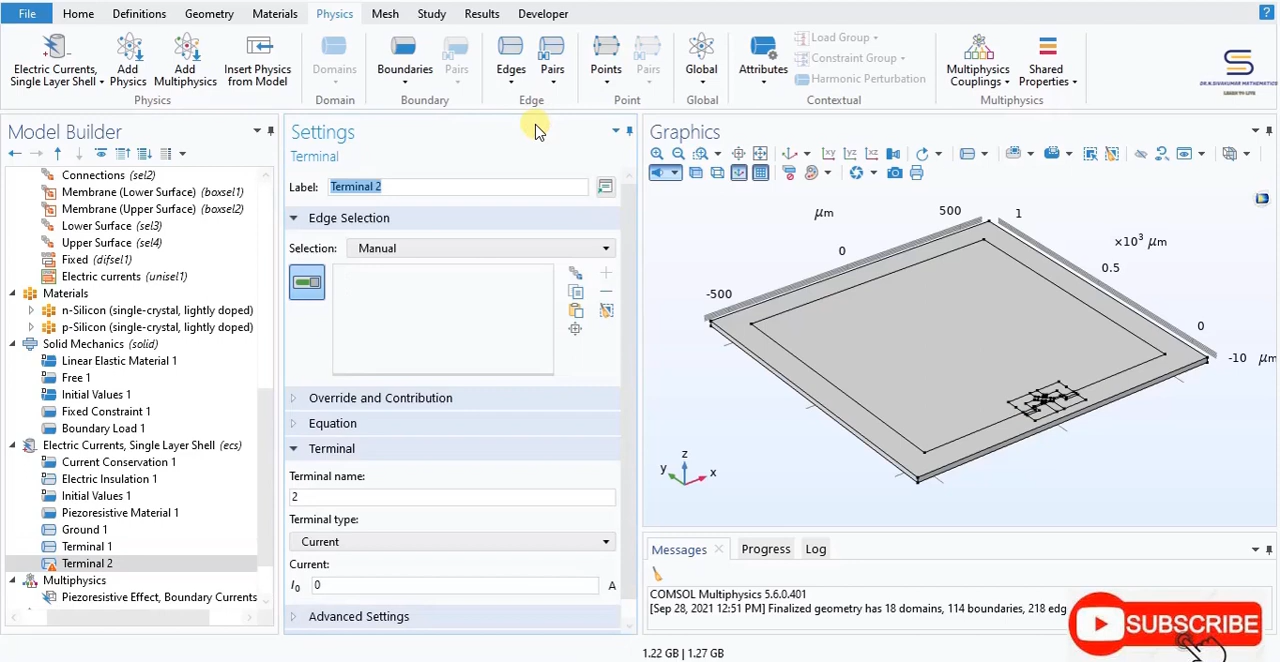 File Home Definitions Geometry Materials Physics Mesh Study Results Developer ?
Electric Currents, Single Layer Shell
Add Physics
Add Multiphysics
Insert Physics from Model
Physics
Domains
Domain
Boundaries
Pairs
Boundary
Edges
Pairs
Edge
Points
Pairs
Point
Global
Global
Attributes
Load Group
Constraint Group
Harmonic Perturbation
Contextual
Multiphysics Couplings
Shared Properties
Multiphysics
Model Builder
Connections (sel2)
Membrane (Lower Surface) (boxsel1)
Membrane (Upper Surface) (boxsel2)
Lower Surface (sel3)
Upper Surface (sel4)
Fixed (difsel1)
Electric currents (unisel1)
Materials
n-Silicon (single-crystal, lightly doped)
p-Silicon (single-crystal, lightly doped)
Solid Mechanics (solid)
Linear Elastic Material 1
Free 1
Initial Values 1
Fixed Constraint 1
Boundary Load 1
Electric Currents, Single Layer Shell (ecs)
Current Conservation 1
Electric Insulation 1
Initial Values 1
Piezoresistive Material 1
Ground 1
Terminal 1
Terminal 2
Multiphysics
Piezoresistive Effect, Boundary Currents
Settings
Terminal
Label: Terminal 2
Edge Selection
Selection: Manual
Override and Contribution
Equation
Terminal
Terminal name:
2
Terminal type:
Current
Current:
I0 0 A
Advanced Settings
Graphics
xy yz xz
µm 500 1
0 ×10³ µm
-500 0.5
0
-10 µm
z
y x
Messages Progress Log
COMSOL Multiphysics 5.6.0.401
[Sep 28, 2021 12:51 PM] Finalized geometry has 18 domains, 114 boundaries, 218 edg
SUBSCRIBE
1.22 GB | 1.27 GB